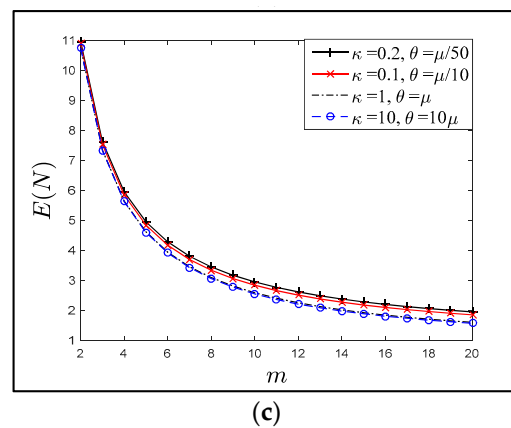 11
10
9
8
7
6
5
4
3
2
1
E(N)
κ =0.2, θ =μ/50
κ =0.1, θ =μ/10
κ =1, θ =μ
κ =10, θ =10μ
2 4 6 8 10 12 14 16 18 20
m
(c)